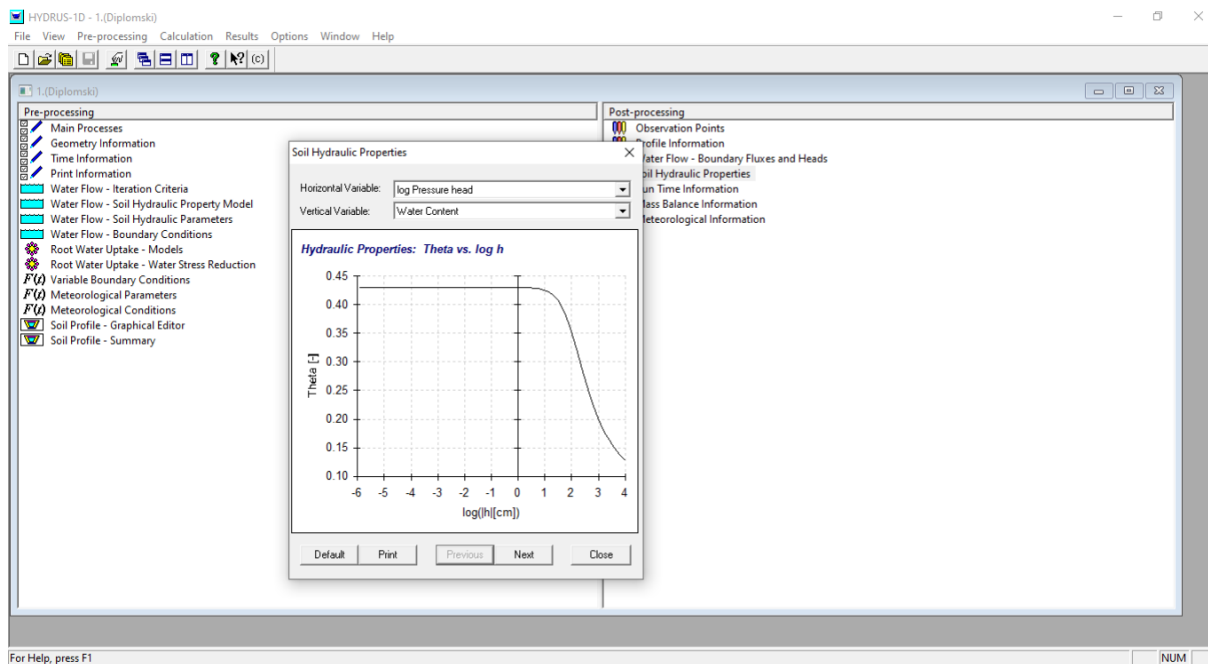 HYDRUS-1D - 1.(Diplomski)
File View Pre-processing Calculation Results Options Window Help
(c)
1.(Diplomski)
Pre-processing
Main Processes
Geometry Information
Time Information
Print Information
Water Flow - Iteration Criteria
Water Flow - Soil Hydraulic Property Model
Water Flow - Soil Hydraulic Parameters
Water Flow - Boundary Conditions
Root Water Uptake - Models
Root Water Uptake - Water Stress Reduction
F(t) Variable Boundary Conditions
F(t) Meteorological Parameters
F(t) Meteorological Conditions
Soil Profile - Graphical Editor
Soil Profile - Summary
Soil Hydraulic Properties
Horizontal Variable: log Pressure head
Vertical Variable: Water Content
Hydraulic Properties: Theta vs. log h
Theta [-]
0.45
0.40
0.35
0.30
0.25
0.20
0.15
0.10
-6 -5 -4 -3 -2 -1 0 1 2 3 4
log(|h|[cm])
Default Print Previous Next Close
Post-processing
Observation Points
rofile Information
ater Flow - Boundary Fluxes and Heads
oil Hydraulic Properties
un Time Information
ass Balance Information
eteorological Information
For Help, press F1
NUM